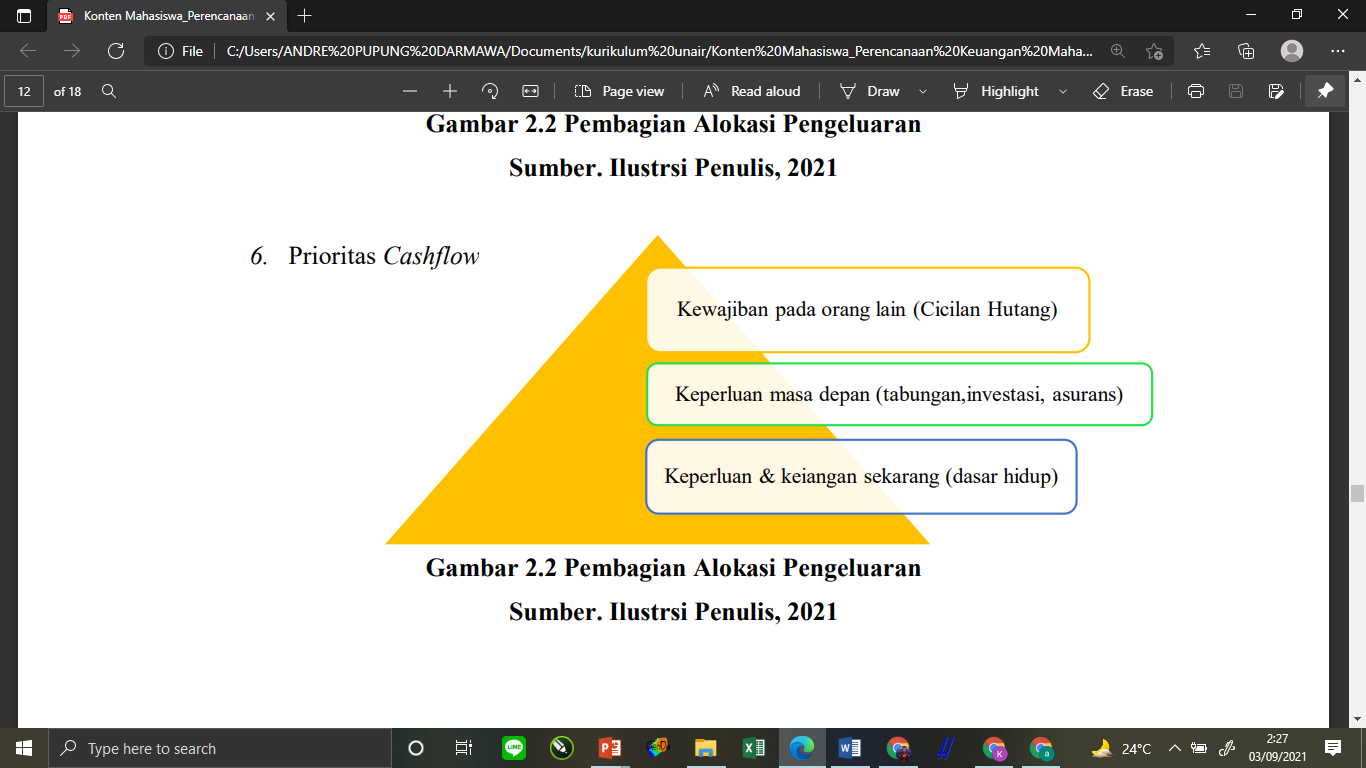 Konten Mahasiswa_Perencanaan
File
C:/Users/ANDRE%20PUPUNG%20DARMAWA/Documents/kurikulum%20unair/Konten%20Mahasiswa_Perencanaan%20Keuangan%20Maha...
12 of 18
Page view
Read aloud
Draw
Highlight
Erase
Gambar 2.2 Pembagian Alokasi Pengeluaran
Sumber. Ilustrsi Penulis, 2021
6. Prioritas Cashflow
Kewajiban pada orang lain (Cicilan Hutang)
Keperluan masa depan (tabungan,investasi, asurans)
Keperluan & keiangan sekarang (dasar hidup)
Gambar 2.2 Pembagian Alokasi Pengeluaran
Sumber. Ilustrsi Penulis, 2021
Type here to search
24°C
2:27
03/09/2021